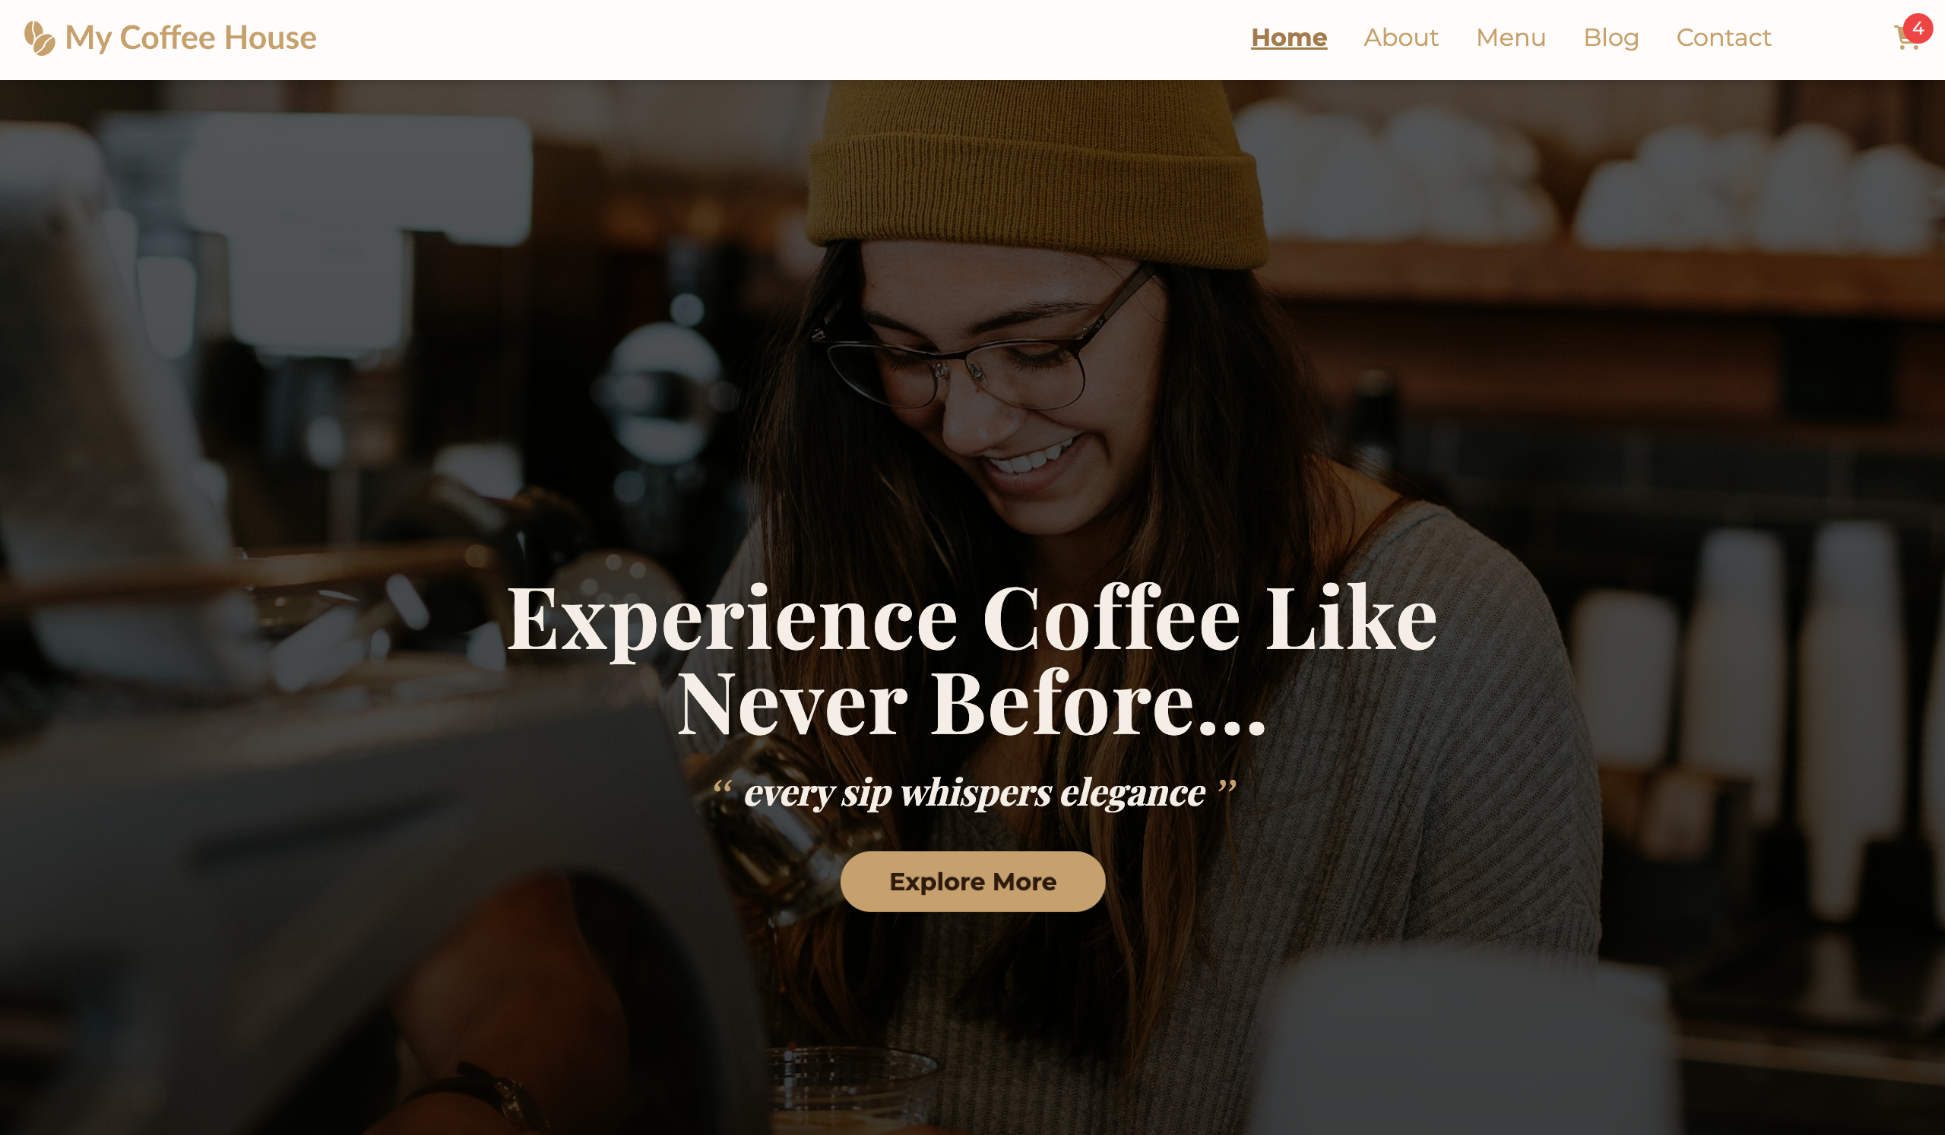 My Coffee House
Home About Menu Blog Contact
4
Experience Coffee Like
Never Before...
“ every sip whispers elegance ”
Explore More